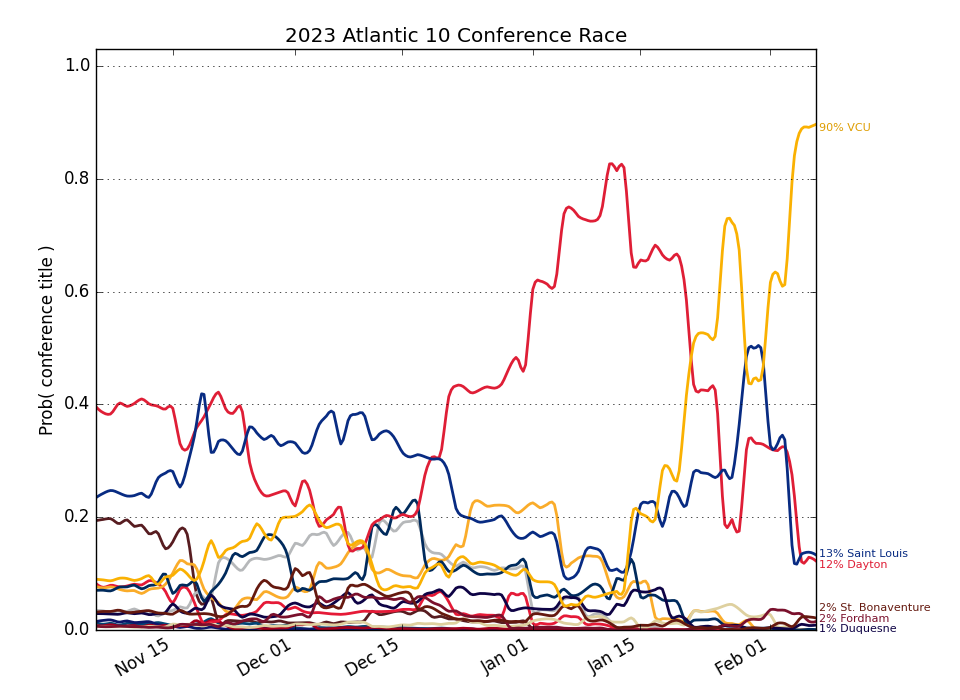 2023 Atlantic 10 Conference Race
Prob( conference title )
1.0
0.8
0.6
0.4
0.2
0.0
Nov 15
Dec 01
Dec 15
Jan 01
Jan 15
Feb 01
90% VCU
13% Saint Louis
12% Dayton
2% St. Bonaventure
2% Fordham
1% Duquesne